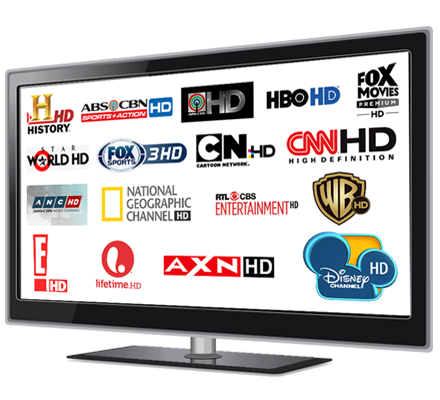 H HD
HISTORY.
ABS-CBN HD
SPORTS+ACTION
HD
HBO HD
FOX
MOVIES
PREMIUM
HD
STAR
WORLD HD
FOX
SPORTS
3HD
CN HD
CARTOON NETWORK.
CNN HD
HIGH DEFINITION
ANC HD
NATIONAL
GEOGRAPHIC
CHANNEL HD
RTL CBS
ENTERTAINMENT HD
WB HD
E!
HD
lifetime. HD
AXN HD
Disney
CHANNEL
HD